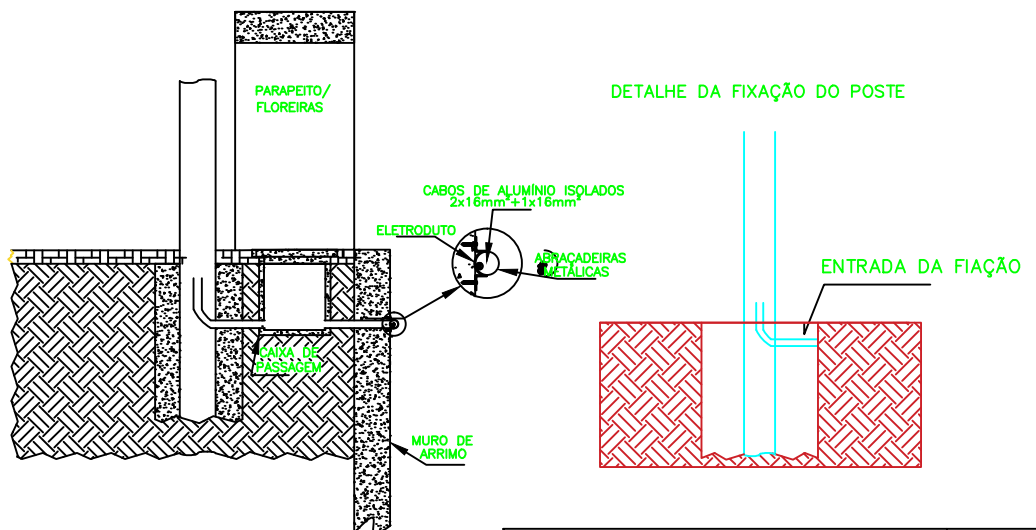 PARAPEITO/
FLOREIRAS
DETALHE DA FIXAÇÃO DO POSTE
CABOS DE ALUMÍNIO ISOLADOS
2x16mm²+1x16mm²
ELETRODUTO
ABRAÇADEIRAS
METÁLICAS
ENTRADA DA FIAÇÃO
CAIXA DE
PASSAGEM
MURO DE
ARRIMO